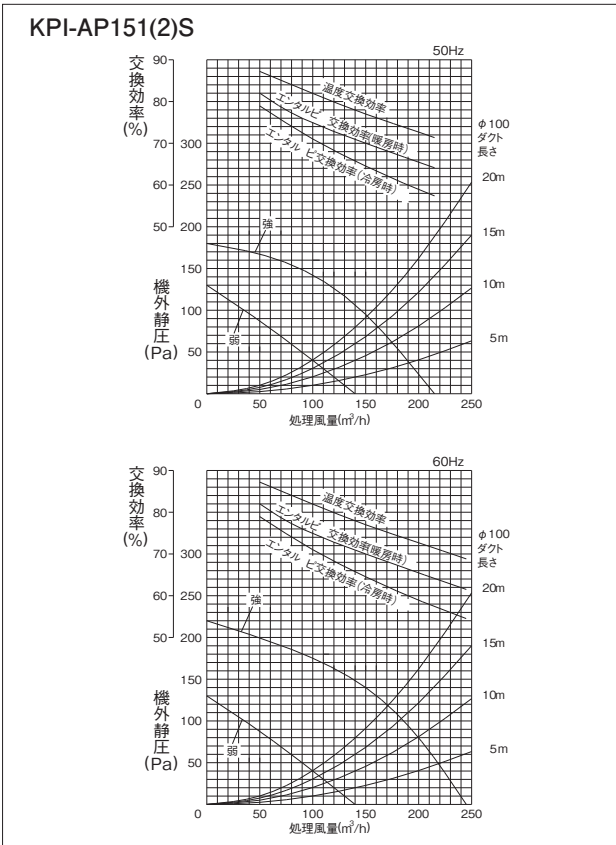 KPI-AP151(2)S
50Hz
交換効率(%)
90
80
70
60
50
温度交換効率
エンタルピ 交換効率(暖房時)
エンタル ピ交換効率(冷房時)
機外静圧(Pa)
300
250
200
150
100
50
0
強
弱
φ100
ダクト
長さ
20m
15m
10m
5m
0
50
100
150
200
250
処理風量(m³/h)
60Hz
交換効率(%)
90
80
70
60
50
温度交換効率
エンタルピ 交換効率(暖房時)
エンタル ピ交換効率(冷房時)
機外静圧(Pa)
300
250
200
150
100
50
強
弱
φ100
ダクト
長さ
20m
15m
10m
5m
0
50
100
150
200
250
処理風量(m³/h)